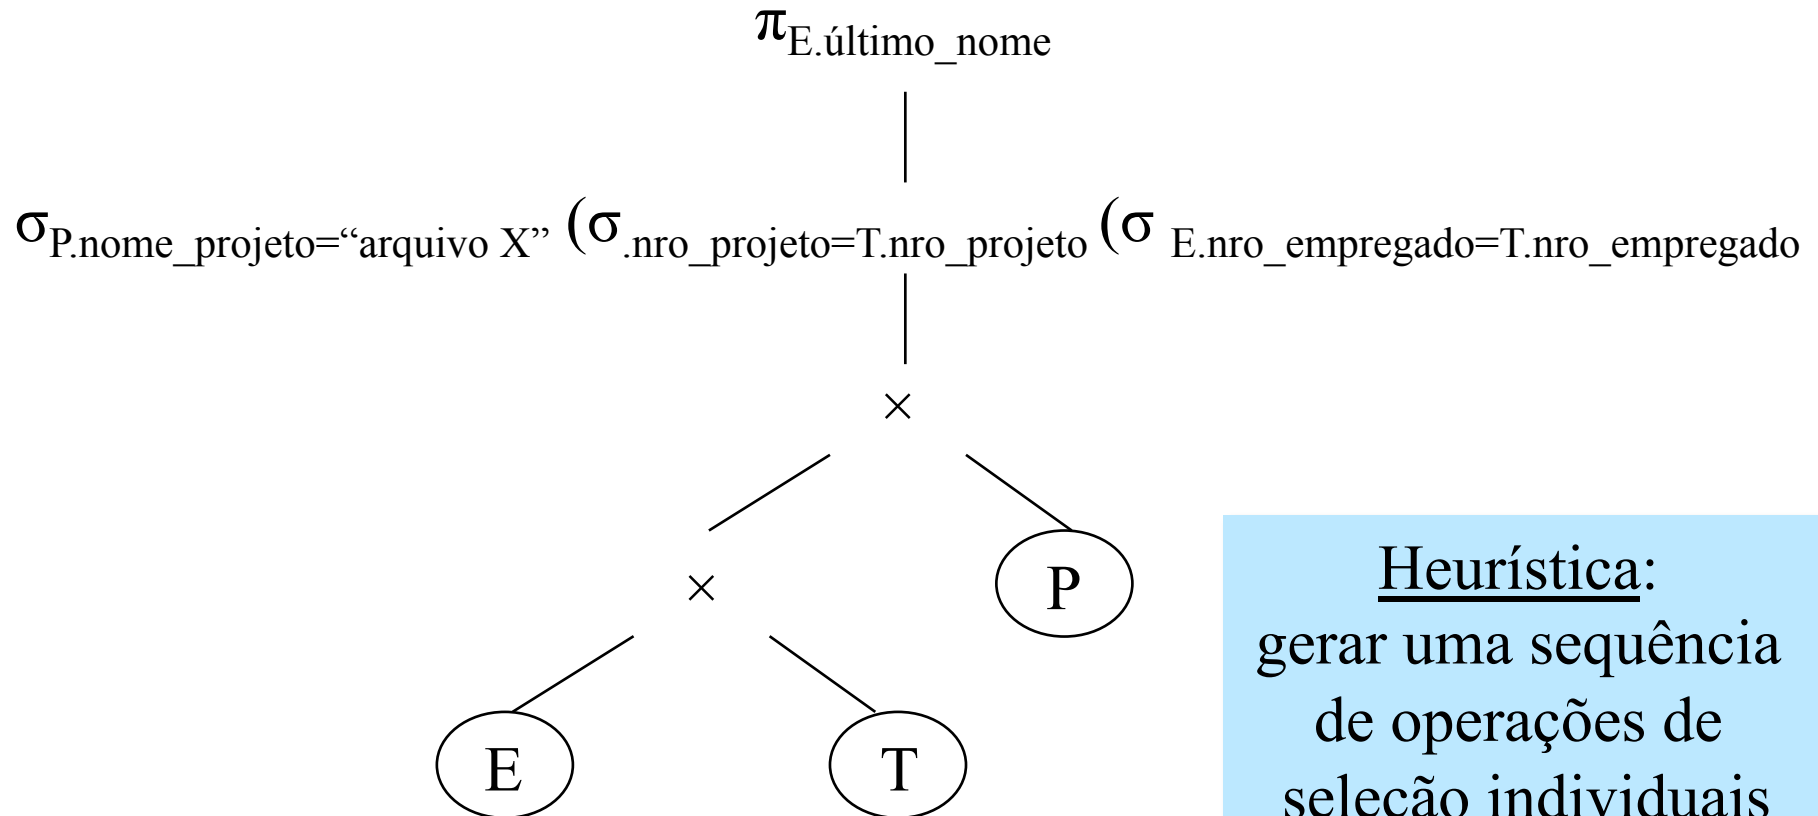 πE.último_nome
σP.nome_projeto=“arquivo X” (σ.nro_projeto=T.nro_projeto (σ E.nro_empregado=T.nro_empregado
×
×
P
E
T
Heurística:
gerar uma sequência
de operações de
seleção individuais